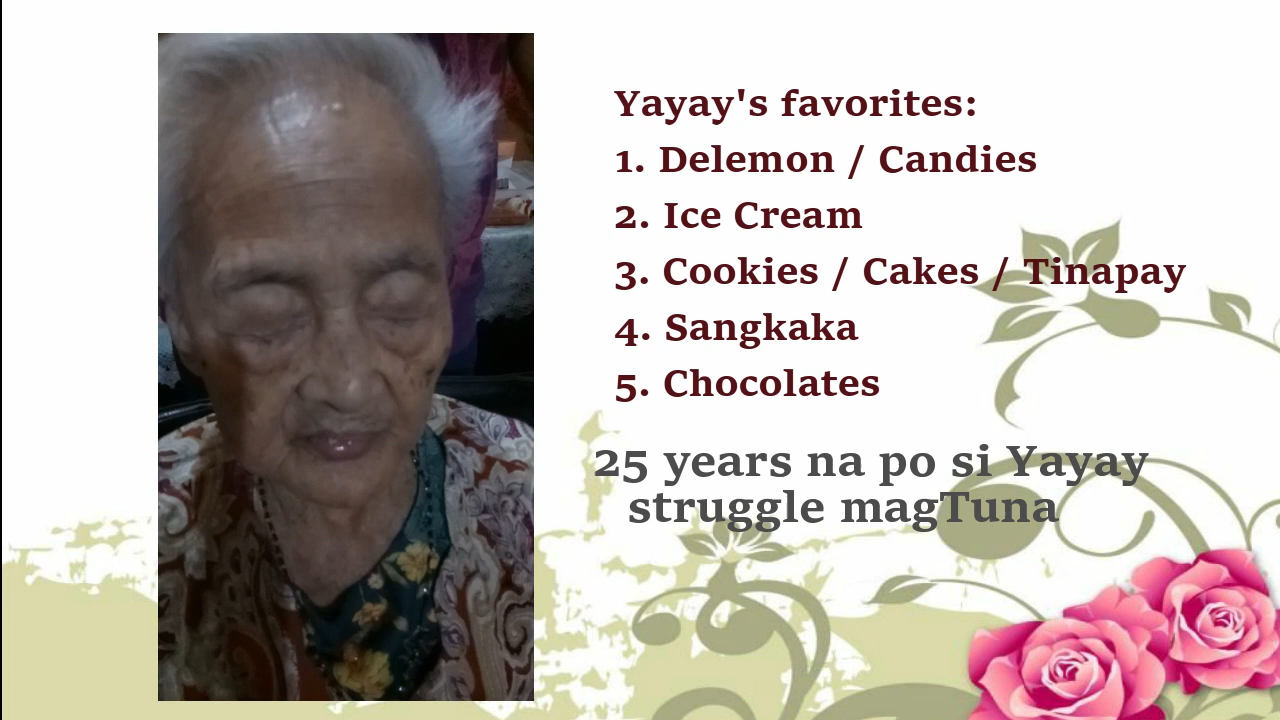 Yayay's favorites:
1. Delemon / Candies
2. Ice Cream
3. Cookies / Cakes / Tinapay
4. Sangkaka
5. Chocolates
25 years na po si Yayay
struggle magTuna